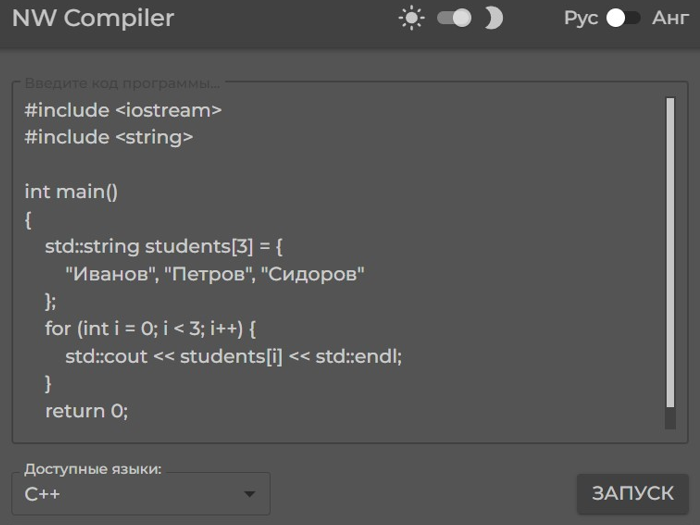 NW Compiler
Рус Анг
Введите код программы...
#include <iostream>
#include <string>
int main()
{
std::string students[3] = {
"Иванов", "Петров", "Сидоров"
};
for (int i = 0; i < 3; i++) {
std::cout << students[i] << std::endl;
}
return 0;
Доступные языки:
C++
ЗАПУСК